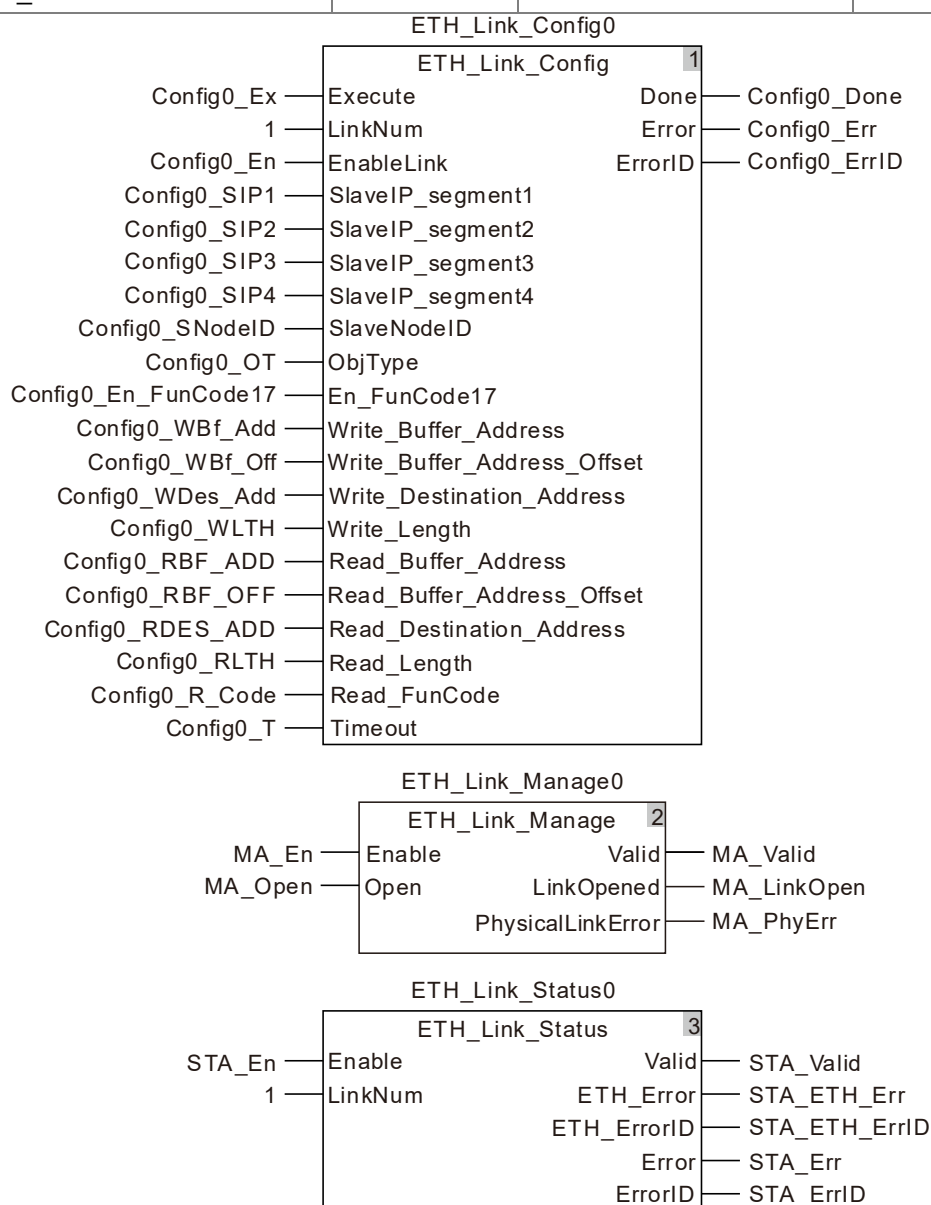 ETH_Link_Config0
ETH_Link_Config 1
Config0_Ex Execute Done Config0_Done
1 LinkNum Error Config0_Err
Config0_En EnableLink ErrorID Config0_ErrID
Config0_SIP1 SlaveIP_segment1
Config0_SIP2 SlaveIP_segment2
Config0_SIP3 SlaveIP_segment3
Config0_SIP4 SlaveIP_segment4
Config0_SNodeID SlaveNodeID
Config0_OT ObjType
Config0_En_FunCode17 En_FunCode17
Config0_WBf_Add Write_Buffer_Address
Config0_WBf_Off Write_Buffer_Address_Offset
Config0_WDes_Add Write_Destination_Address
Config0_WLTH Write_Length
Config0_RBF_ADD Read_Buffer_Address
Config0_RBF_OFF Read_Buffer_Address_Offset
Config0_RDES_ADD Read_Destination_Address
Config0_RLTH Read_Length
Config0_R_Code Read_FunCode
Config0_T Timeout
ETH_Link_Manage0
ETH_Link_Manage 2
MA_En Enable Valid MA_Valid
MA_Open Open LinkOpened MA_LinkOpen
PhysicalLinkError MA_PhyErr
ETH_Link_Status0
ETH_Link_Status 3
STA_En Enable Valid STA_Valid
1 LinkNum ETH_Error STA_ETH_Err
ETH_ErrorID STA_ETH_ErrID
Error STA_Err
ErrorID STA_ErrID